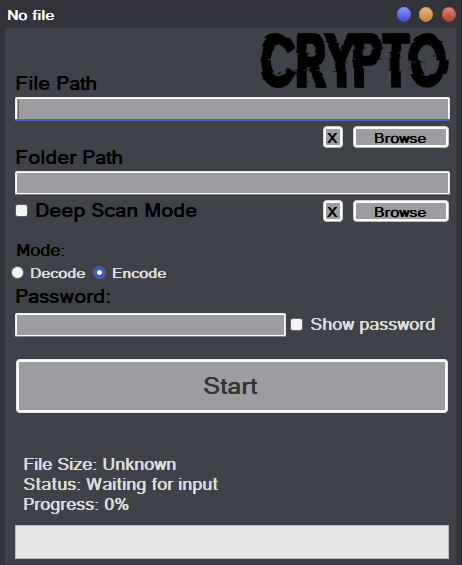 No file
CRYPTO
File Path
X Browse
Folder Path
Deep Scan Mode X Browse
Mode:
Decode Encode
Password:
Show password
Start
File Size: Unknown
Status: Waiting for input
Progress: 0%